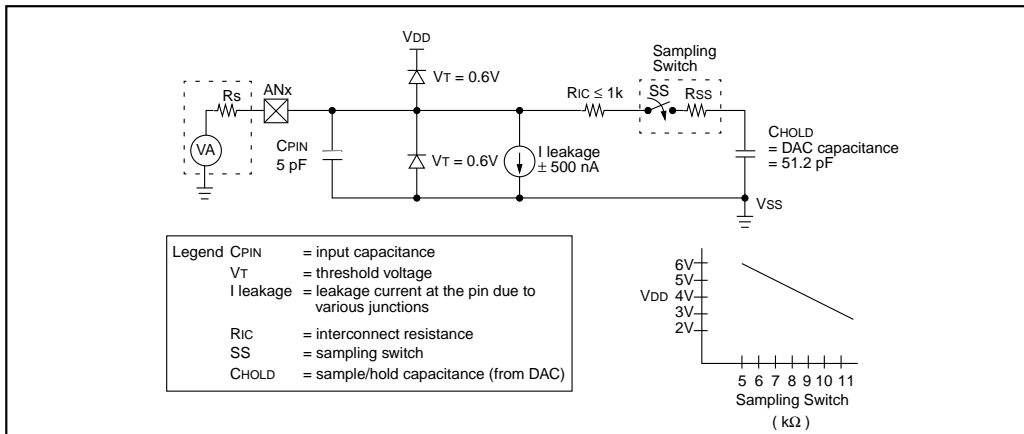 VDD
Sampling
Switch
VT = 0.6V
ANx
Rs
RIC ≤ 1k
SS
RSS
VA
CPIN
5 pF
VT = 0.6V
I leakage
± 500 nA
CHOLD
= DAC capacitance
= 51.2 pF
VSS
Legend CPIN = input capacitance
VT = threshold voltage
I leakage = leakage current at the pin due to
various junctions
RIC = interconnect resistance
SS = sampling switch
CHOLD = sample/hold capacitance (from DAC)
6V
5V
VDD 4V
3V
2V
5 6 7 8 9 10 11
Sampling Switch
( kΩ )